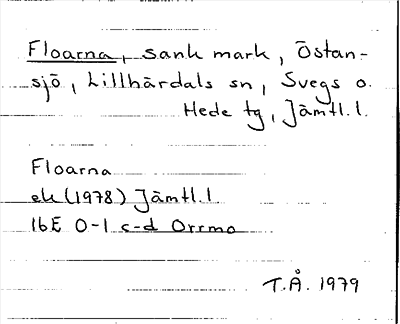 Floarna, sank mark, Östan-
sjö, Lillhärdals sn, Svegs o.
Hede tg, Jämtl.l.
Floarna
ek (1978) Jämtl.l.
16E 0-1 c-d Orrmo
T.Å. 1979